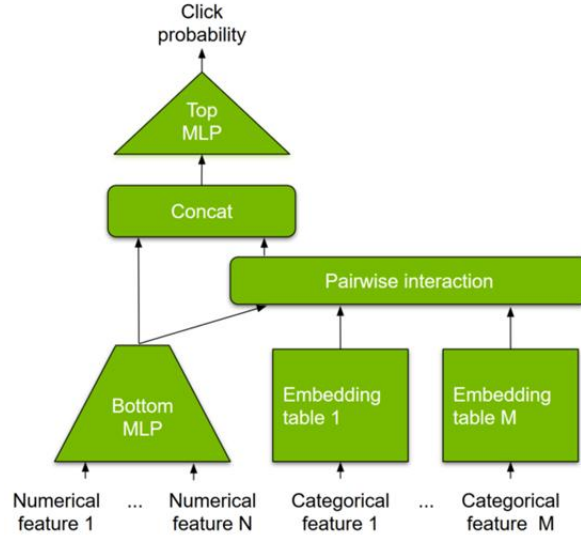 Click
probability
Top
MLP
Concat
Pairwise interaction
Bottom
MLP
Embedding
table 1
Embedding
table M
Numerical
feature 1
...
Numerical
feature N
Categorical
feature 1
...
Categorical
feature M